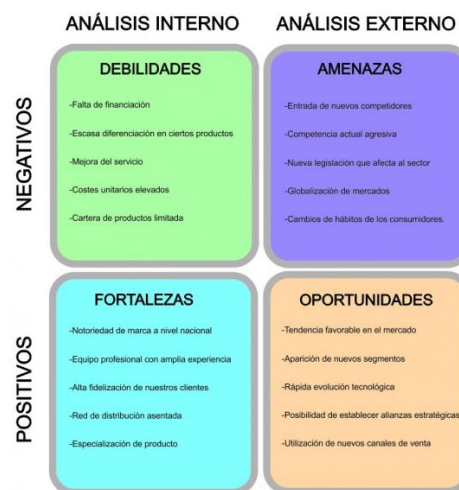 ANÁLISIS INTERNO
ANÁLISIS EXTERNO
NEGATIVOS
DEBILIDADES
-Falta de financiación
-Escasa diferenciación en ciertos productos
-Mejora del servicio
-Costes unitarios elevados
-Cartera de productos limitada
AMENAZAS
-Entrada de nuevos competidores
-Competencia actual agresiva
-Nueva legislación que afecta al sector
-Globalización de mercados
-Cambios de hábitos de los consumidores.
POSITIVOS
FORTALEZAS
-Notoriedad de marca a nivel nacional
-Equipo profesional con amplia experiencia
-Alta fidelización de nuestros clientes
-Red de distribución asentada
-Especialización de producto
OPORTUNIDADES
-Tendencia favorable en el mercado
-Aparición de nuevos segmentos
-Rápida evolución tecnológica
-Posibilidad de establecer alianzas estratégicas
-Utilización de nuevos canales de venta